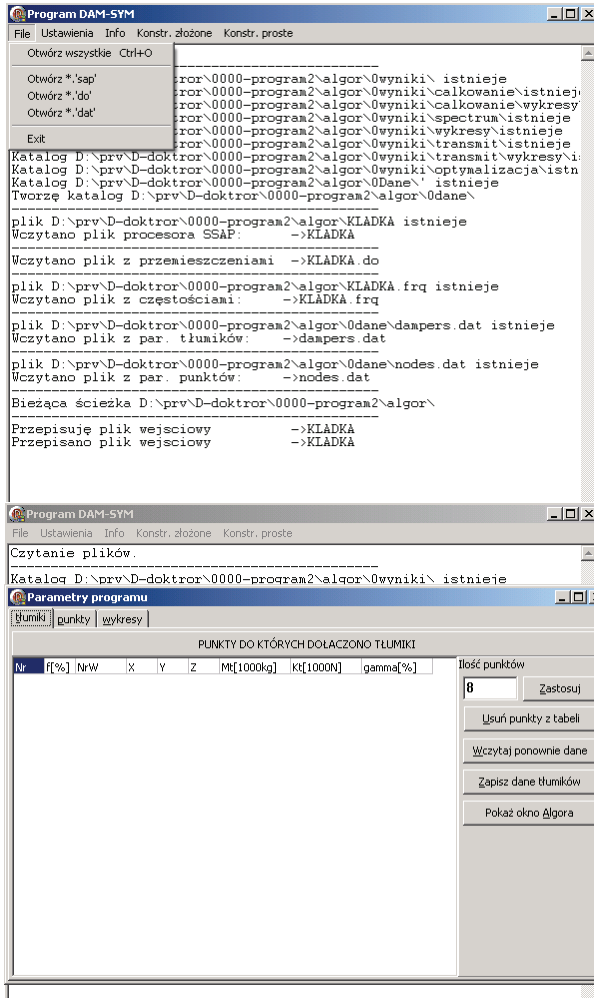 Program DAM-SYM
File Ustawienia Info Konstr. złożone Konstr. proste
Otwórz wszystkie Ctrl+O
Otwórz *.'sap'
Otwórz *.'do'
Otwórz *.'dat'
Exit
tror\0000-program2\algor\0wyniki\ istnieje
tror\0000-program2\algor\0wyniki\calkowanie\istniej
tror\0000-program2\algor\0wyniki\calkowanie\wykresy
tror\0000-program2\algor\0wyniki\spectrum\istnieje
tror\0000-program2\algor\0wyniki\wykresy\istnieje
tror\0000-program2\algor\0wyniki\transmit\istnieje
Katalog D:\prv\D-doktror\0000-program2\algor\0wyniki\transmit\wykresy\i
Katalog D:\prv\D-doktror\0000-program2\algor\0wyniki\optymalizacja\istn
Katalog D:\prv\D-doktror\0000-program2\algor\0Dane\' istnieje
Tworzę katalog D:\prv\D-doktror\0000-program2\algor\0dane\
plik D:\prv\D-doktror\0000-program2\algor\KLADKA istnieje
Wczytano plik procesora SSAP: ->KLADKA
Wczytano plik z przemieszczeniami ->KLADKA.do
plik D:\prv\D-doktror\0000-program2\algor\KLADKA.frq istnieje
Wczytano plik z częstościami: ->KLADKA.frq
plik D:\prv\D-doktror\0000-program2\algor\0dane\dampers.dat istnieje
Wczytano plik z par. tłumików: ->dampers.dat
plik D:\prv\D-doktror\0000-program2\algor\0dane\nodes.dat istnieje
Wczytano plik z par. punktów: ->nodes.dat
Bieżąca ścieżka D:\prv\D-doktror\0000-program2\algor\
Przepisuję plik wejsciowy ->KLADKA
Przepisano plik wejsciowy ->KLADKA
Program DAM-SYM
File Ustawienia Info Konstr. złożone Konstr. proste
Czytanie plików.
Katalog D:\prv\D-doktror\0000-program2\algor\0wyniki\ istnieje
Parametry programu
tłumiki punkty wykresy
PUNKTY DO KTÓRYCH DOŁACZONO TŁUMIKI
Nr f[%] NrW X Y Z Mt[1000kg] Kt[1000N] gamma[%]
Ilość punktów
8 Zastosuj
Usuń punkty z tabeli
Wczytaj ponownie dane
Zapisz dane tłumików
Pokaż okno Algora